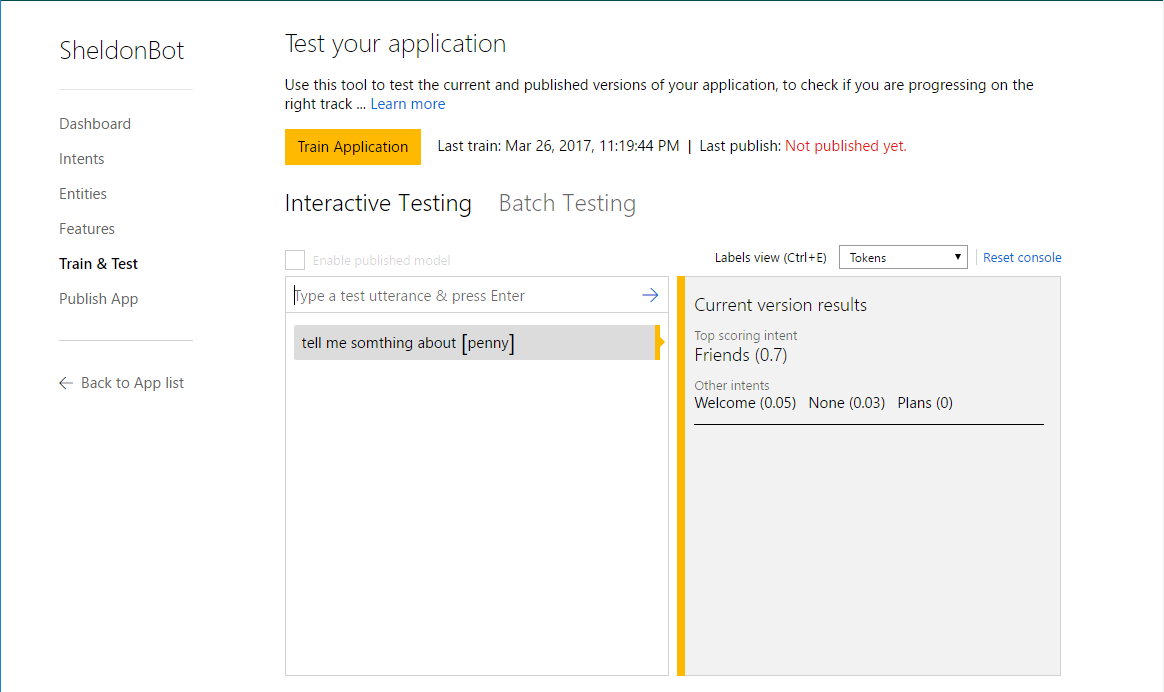 SheldonBot
Dashboard
Intents
Entities
Features
Train & Test
Publish App
Back to App list
Test your application
Use this tool to test the current and published versions of your application, to check if you are progressing on the
right track ... Learn more
Train Application Last train: Mar 26, 2017, 11:19:44 PM | Last publish: Not published yet.
Interactive Testing Batch Testing
Enable published model
Labels view (Ctrl+E) Tokens Reset console
Type a test utterance & press Enter
tell me somthing about [penny]
Current version results
Top scoring intent
Friends (0.7)
Other intents
Welcome (0.05) None (0.03) Plans (0)